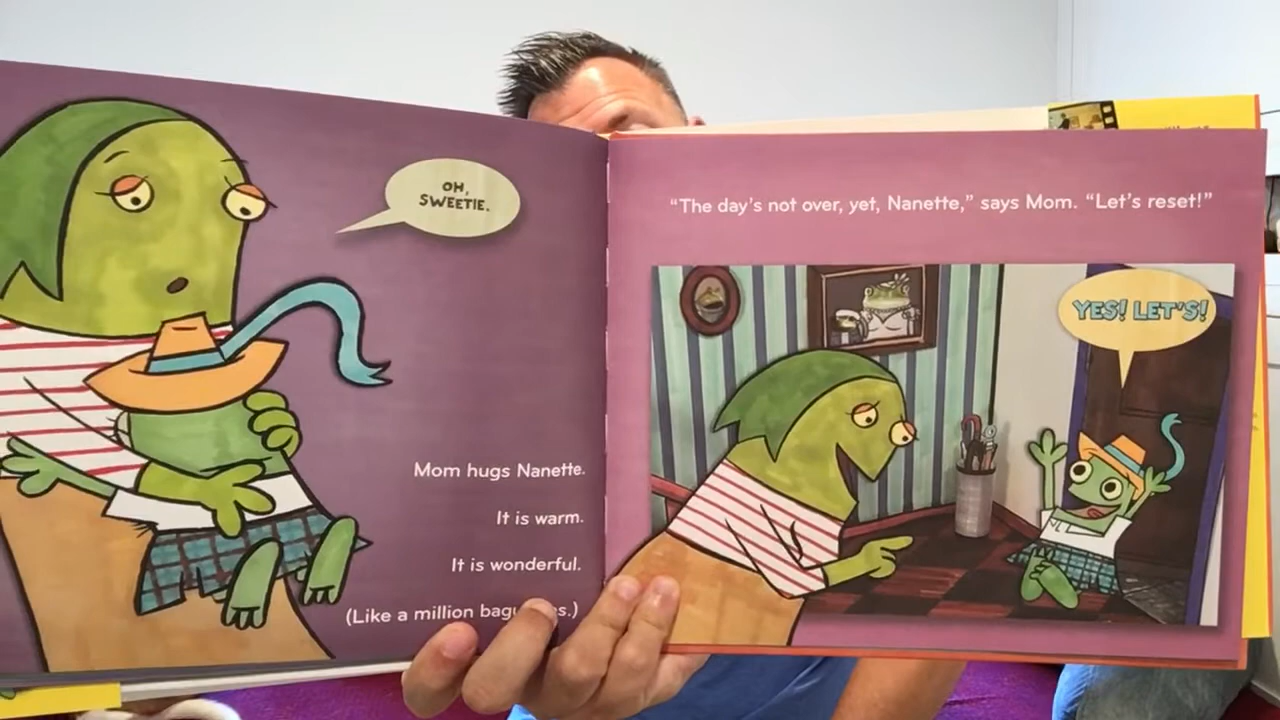 OH,
SWEETIE.
Mom hugs Nanette.
It is warm.
It is wonderful.
(Like a million
"The day's not over, yet, Nanette," says Mom. "Let's reset!"
YES! LET'S!